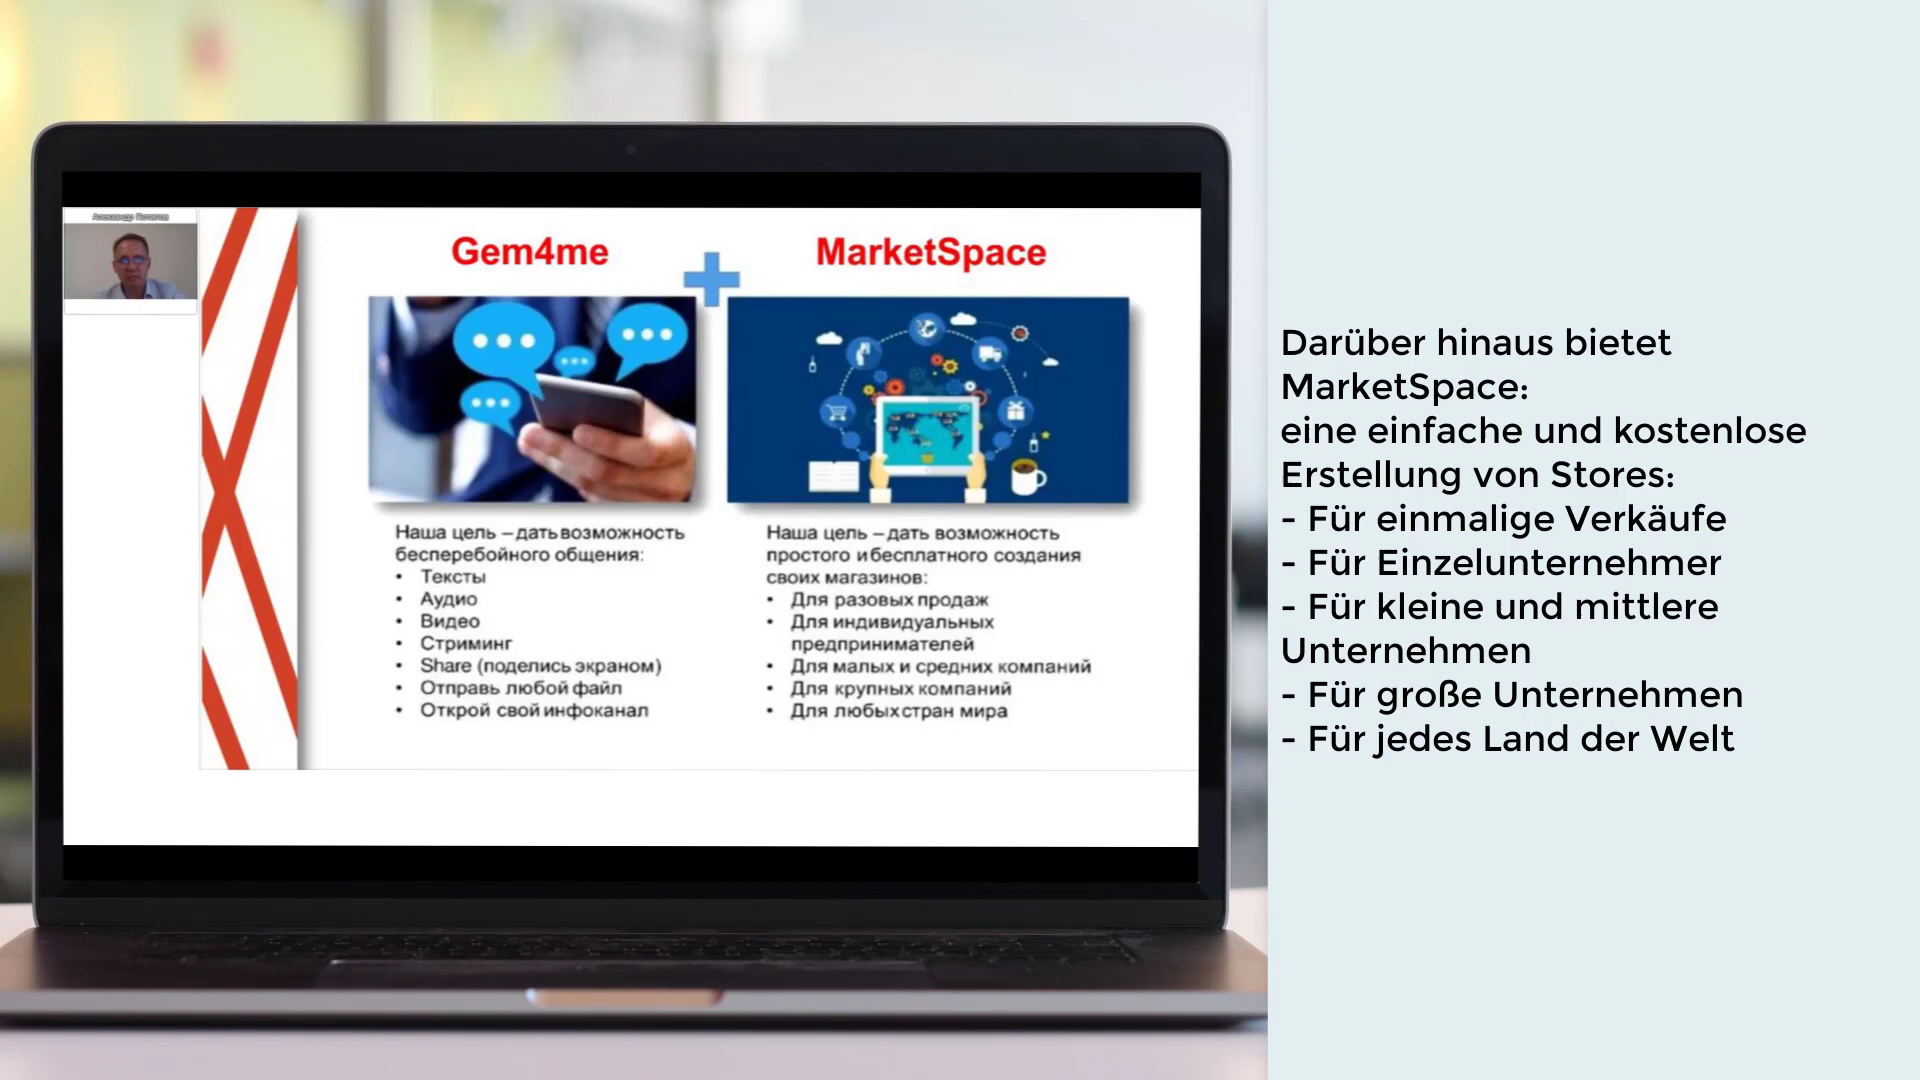 Александр Потапов
Gem4me
MarketSpace
Наша цель – дать возможность
бесперебойного общения:
• Тексты
• Аудио
• Видео
• Стриминг
• Share (поделись экраном)
• Отправь любой файл
• Открой свой инфоканал
Наша цель – дать возможность
простого и бесплатного создания
своих магазинов:
• Для разовых продаж
• Для индивидуальных
предпринимателей
• Для малых и средних компаний
• Для крупных компаний
• Для любых стран мира
Darüber hinaus bietet
MarketSpace:
eine einfache und kostenlose
Erstellung von Stores:
- Für einmalige Verkäufe
- Für Einzelunternehmer
- Für kleine und mittlere
Unternehmen
- Für große Unternehmen
- Für jedes Land der Welt